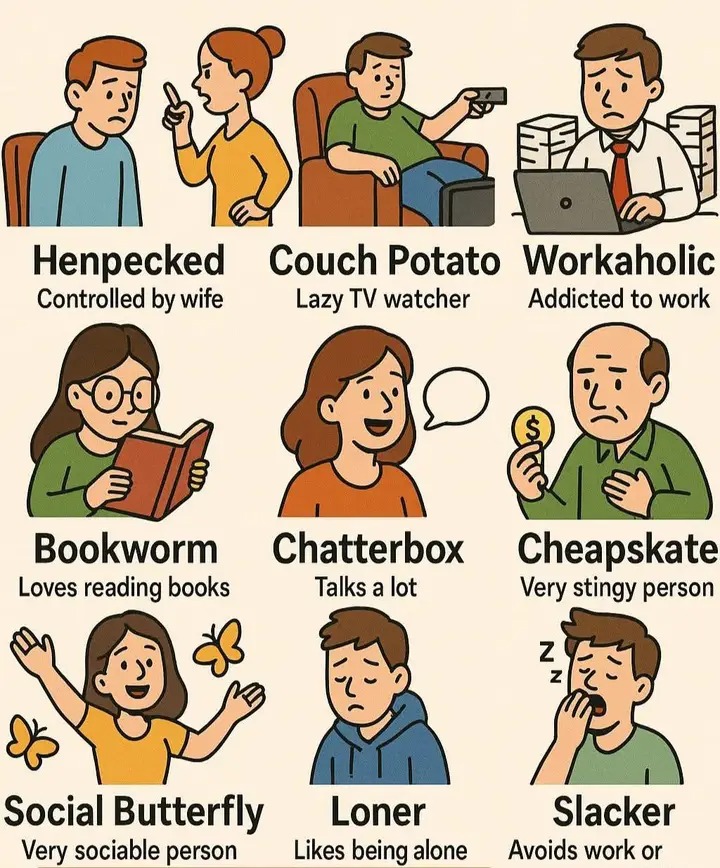 Henpecked
Controlled by wife
Couch Potato
Lazy TV watcher
Workaholic
Addicted to work
$
Bookworm
Loves reading books
Chatterbox
Talks a lot
Cheapskate
Very stingy person
Z
z
Social Butterfly
Very sociable person
Loner
Likes being alone
Slacker
Avoids work or